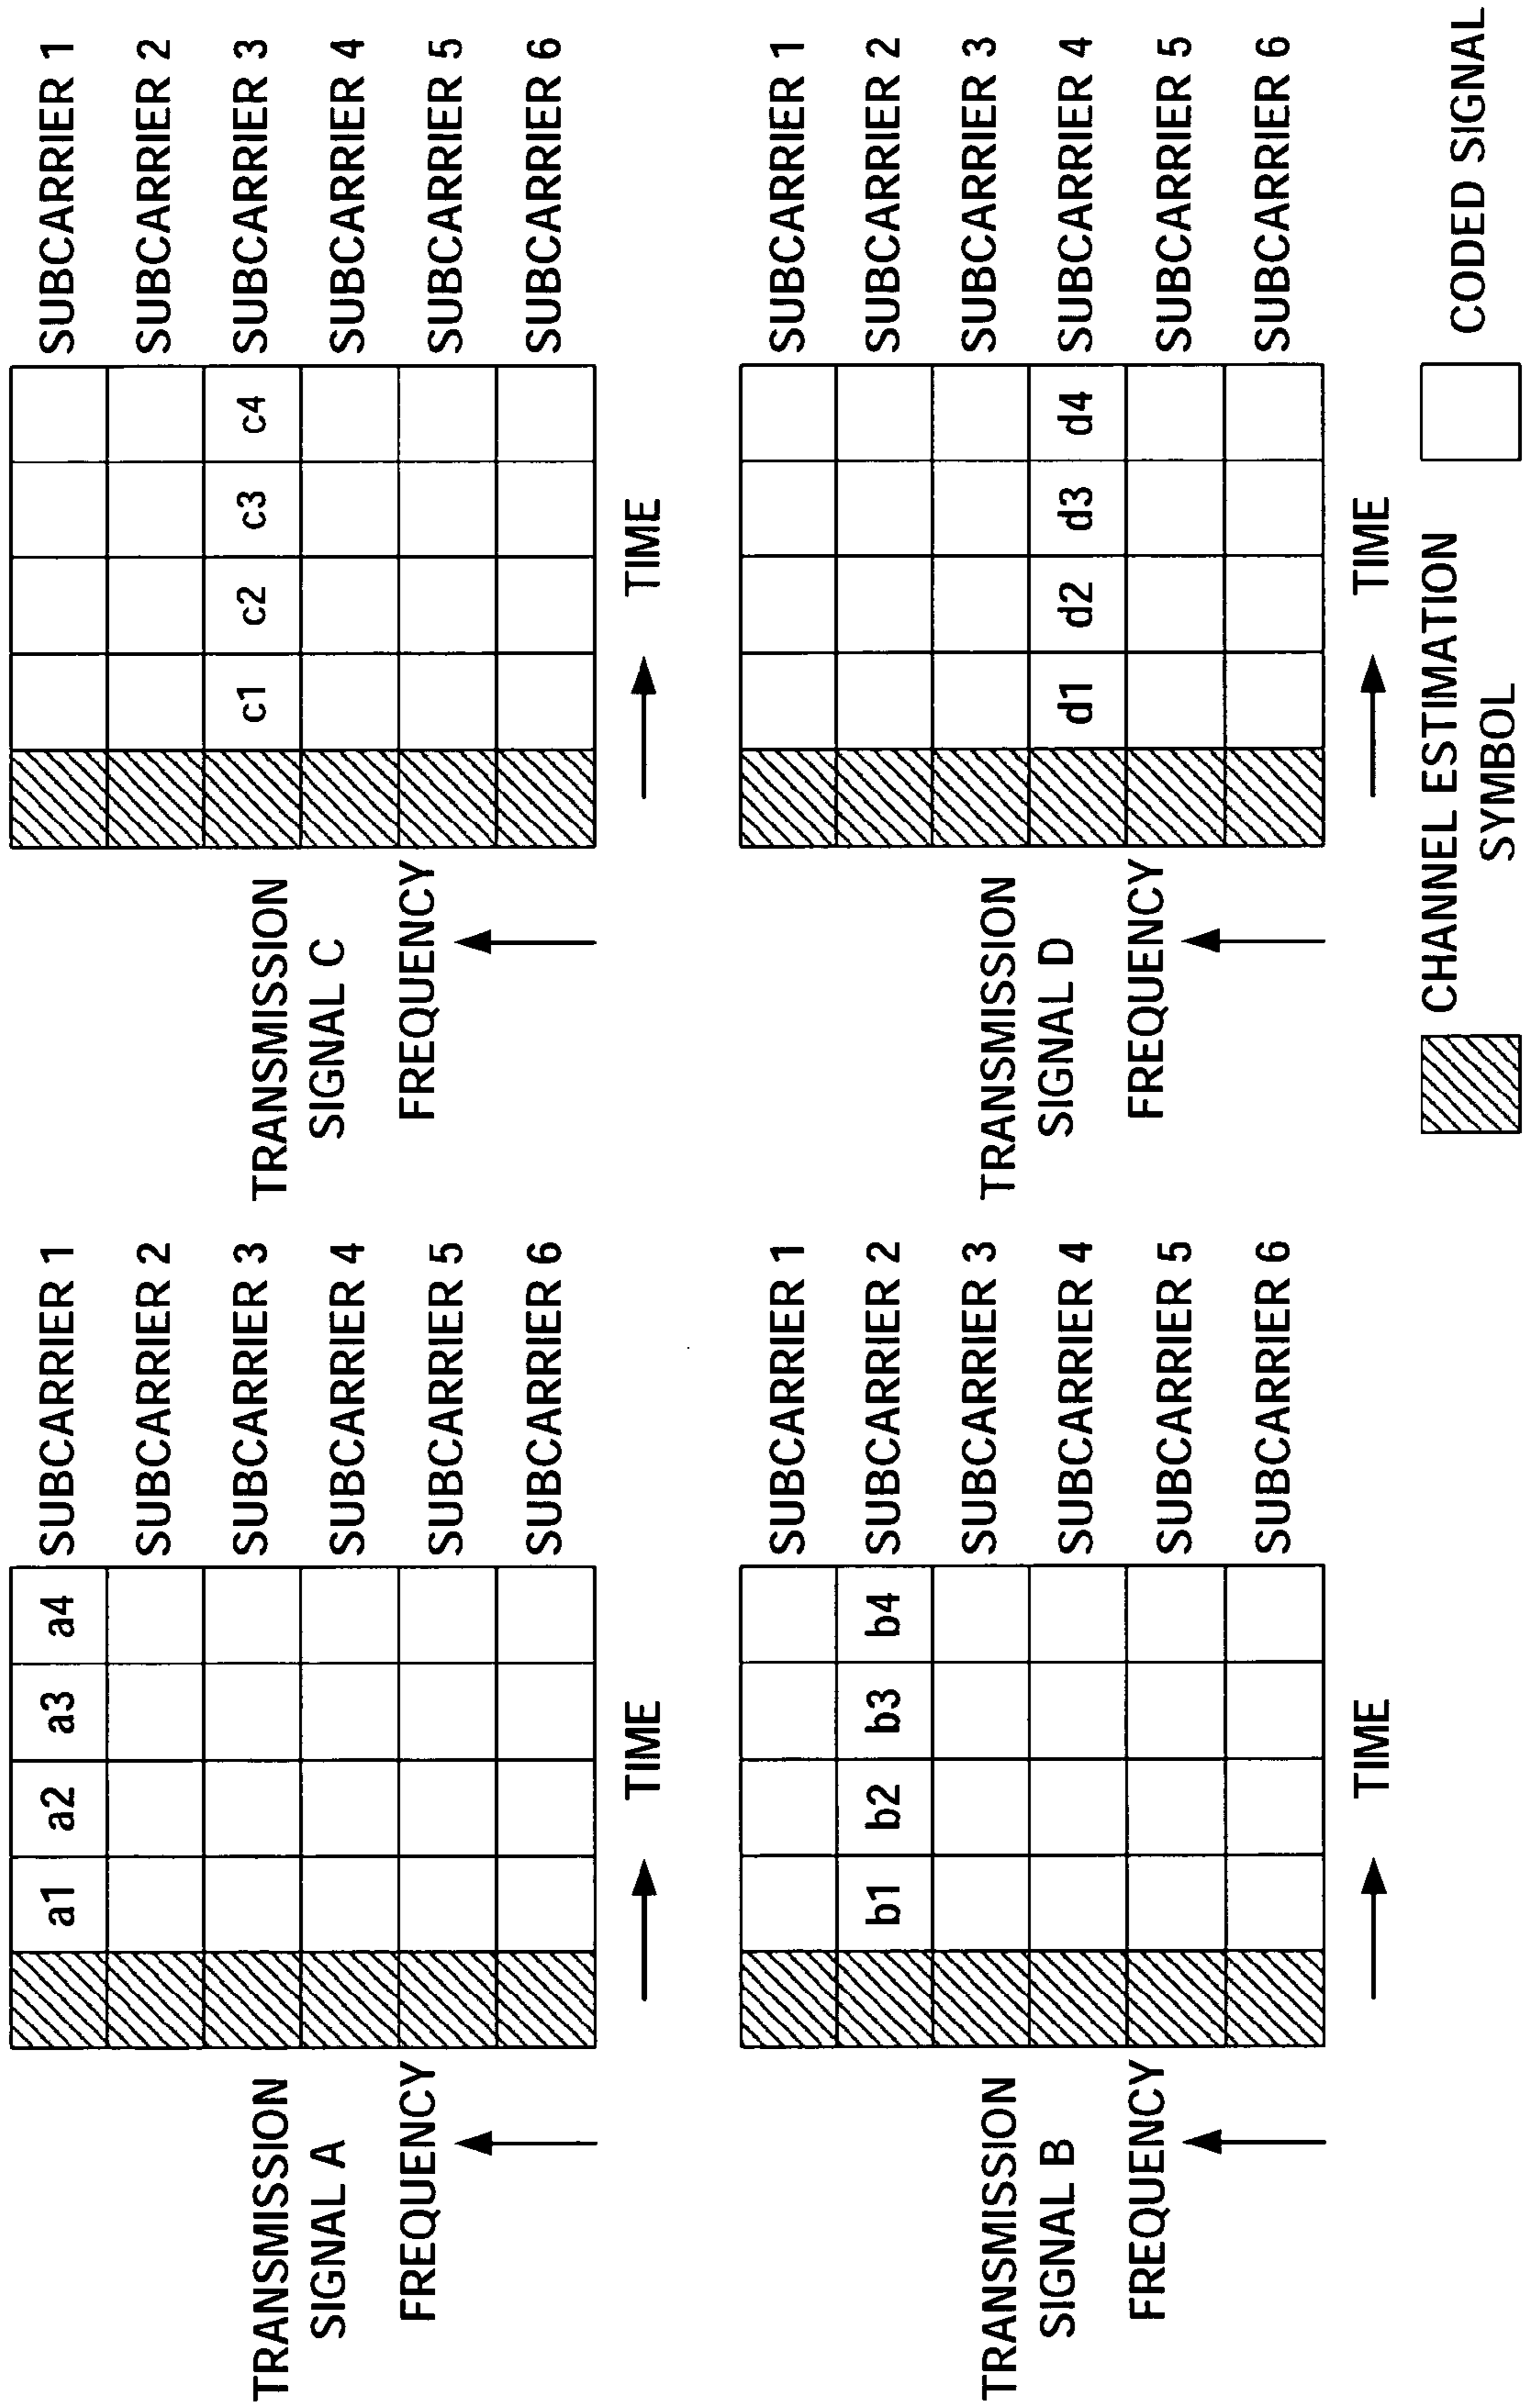 TRANSMISSION
SIGNAL A
FREQUENCY
a1 a2 a3 a4
SUBCARRIER 1
SUBCARRIER 2
SUBCARRIER 3
SUBCARRIER 4
SUBCARRIER 5
SUBCARRIER 6
TIME
TRANSMISSION
SIGNAL C
FREQUENCY
c1 c2 c3 c4
SUBCARRIER 1
SUBCARRIER 2
SUBCARRIER 3
SUBCARRIER 4
SUBCARRIER 5
SUBCARRIER 6
TIME
TRANSMISSION
SIGNAL B
FREQUENCY
b1 b2 b3 b4
SUBCARRIER 1
SUBCARRIER 2
SUBCARRIER 3
SUBCARRIER 4
SUBCARRIER 5
SUBCARRIER 6
TIME
TRANSMISSION
SIGNAL D
FREQUENCY
d1 d2 d3 d4
SUBCARRIER 1
SUBCARRIER 2
SUBCARRIER 3
SUBCARRIER 4
SUBCARRIER 5
SUBCARRIER 6
TIME
CHANNEL ESTIMATION
SYMBOL
CODED SIGNAL